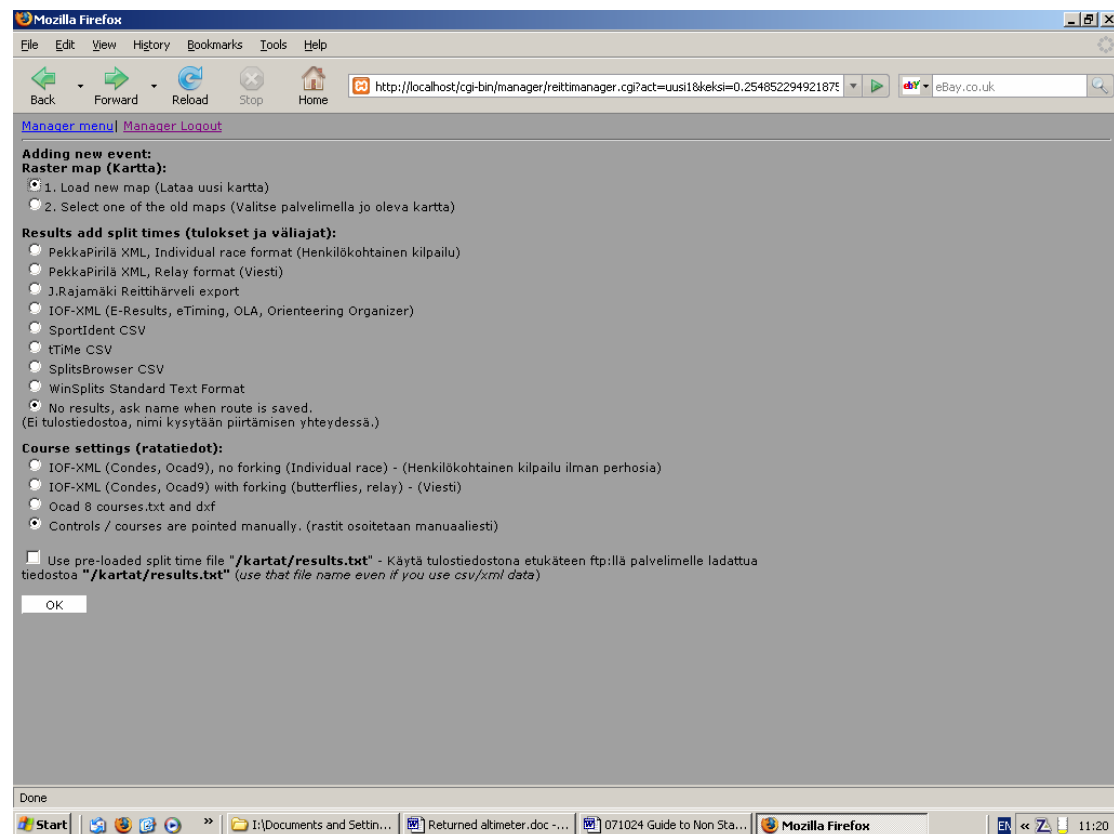 Mozilla Firefox
File Edit View History Bookmarks Tools Help
Back Forward Reload Stop Home
http://localhost/cgi-bin/manager/reittimanager.cgi?act=uusi1&keksi=0.254852294921875
eBay.co.uk
Manager menu| Manager Logout
Adding new event:
Raster map (Kartta):
1. Load new map (Lataa uusi kartta)
2. Select one of the old maps (Valitse palvelimella jo oleva kartta)
Results add split times (tulokset ja väliajat):
PekkaPirilä XML, Individual race format (Henkilökohtainen kilpailu)
PekkaPirilä XML, Relay format (Viesti)
J.Rajamäki Reittihärveli export
IOF-XML (E-Results, eTiming, OLA, Orienteering Organizer)
SportIdent CSV
tTiMe CSV
SplitsBrowser CSV
WinSplits Standard Text Format
No results, ask name when route is saved.
(Ei tulostiedostoa, nimi kysytään piirtämisen yhteydessä.)
Course settings (ratatiedot):
IOF-XML (Condes, Ocad9), no forking (Individual race) - (Henkilökohtainen kilpailu ilman perhosia)
IOF-XML (Condes, Ocad9) with forking (butterflies, relay) - (Viesti)
Ocad 8 courses.txt and dxf
Controls / courses are pointed manually. (rastit osoitetaan manuaaliesti)
Use pre-loaded split time file "/kartat/results.txt" - Käytä tulostiedostona etukäteen ftp:llä palvelimelle ladattua
tiedostoa "/kartat/results.txt" (use that file name even if you use csv/xml data)
OK
Done
Start » I:\Documents and Settin... Returned altimeter.doc -... 071024 Guide to Non Sta... Mozilla Firefox EN « 11:20